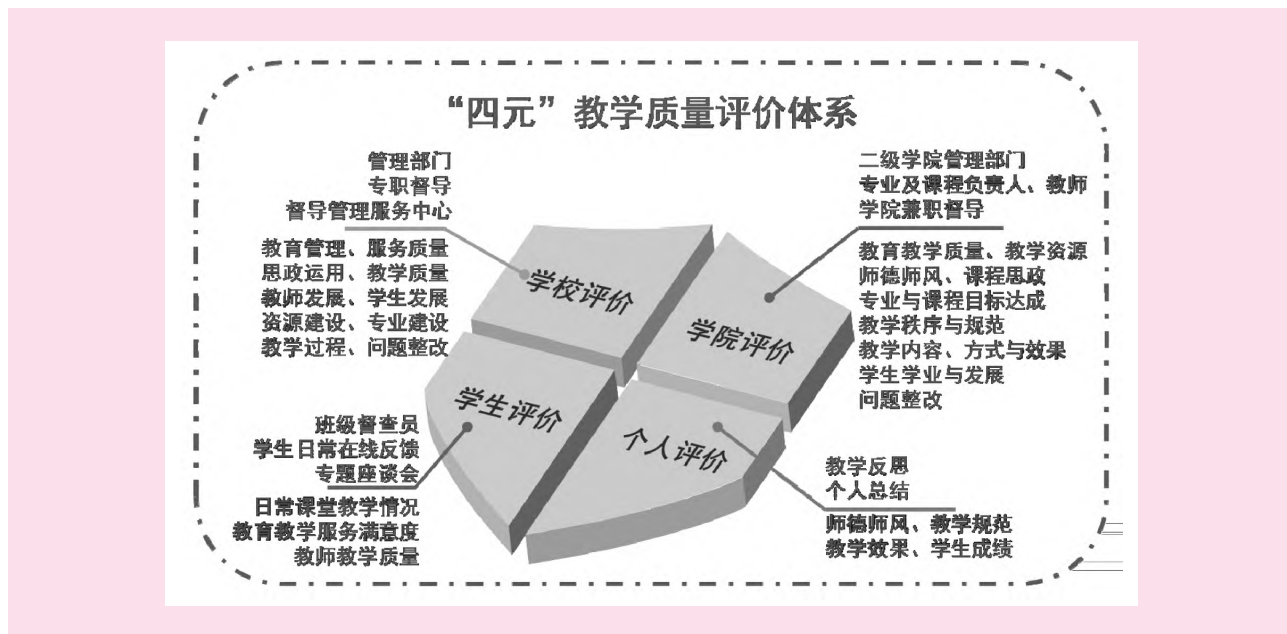 “四元”教学质量评价体系
管理部门
专职督导
督导管理服务中心
教育管理、服务质量
思政运用、教学质量
教师发展、学生发展
资源建设、专业建设
教学过程、问题整改
学校评价
二级学院管理部门
专业及课程负责人、教师
学院兼职督导
教育教学质量、教学资源
师德师风、课程思政
专业与课程目标达成
教学秩序与规范
教学内容、方式与效果
学生学业与发展
问题整改
学院评价
学生评价
班级督查员
学生日常在线反馈
专题座谈会
日常课堂教学情况
教育教学服务满意度
教师教学质量
个人评价
教学反思
个人总结
师德师风、教学规范
教学效果、学生成绩